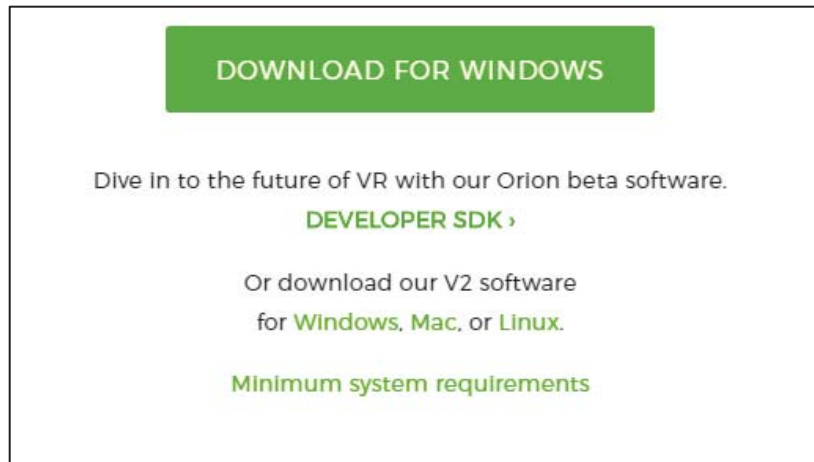 DOWNLOAD FOR WINDOWS
Dive in to the future of VR with our Orion beta software.
DEVELOPER SDK ›
Or download our V2 software
for Windows, Mac, or Linux.
Minimum system requirements